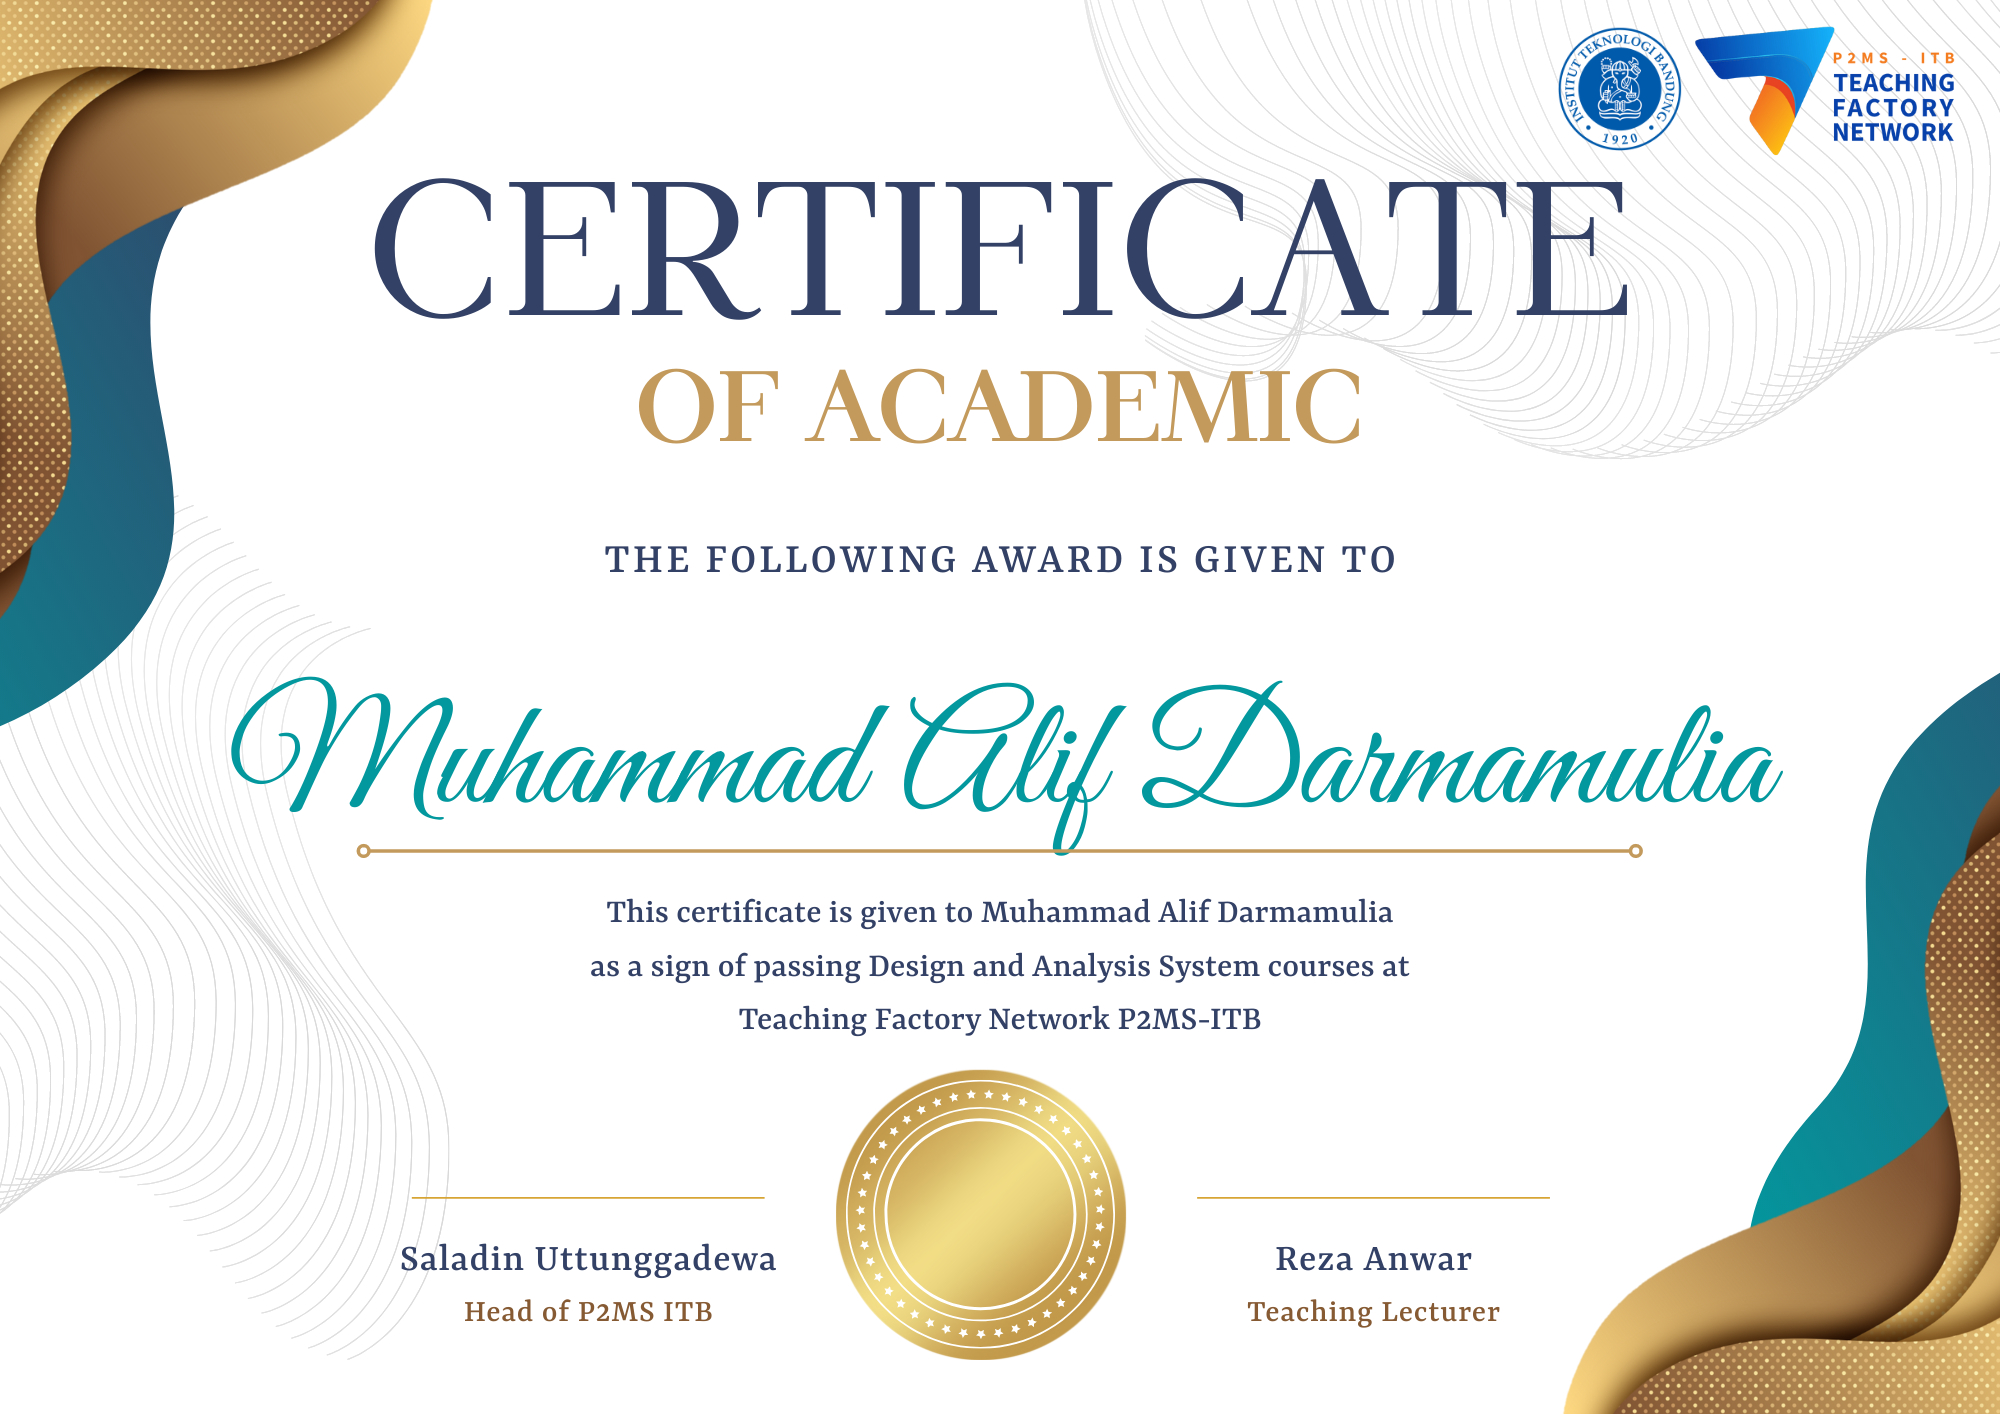 INSTITUT TEKNOLOGI BANDUNG
1920
P2MS - ITB
TEACHING
FACTORY
NETWORK
CERTIFICATE
OF ACADEMIC
THE FOLLOWING AWARD IS GIVEN TO
Muhammad Alif Darmamulia
This certificate is given to Muhammad Alif Darmamulia
as a sign of passing Design and Analysis System courses at
Teaching Factory Network P2MS-ITB
Saladin Uttunggadewa
Head of P2MS ITB
Reza Anwar
Teaching Lecturer